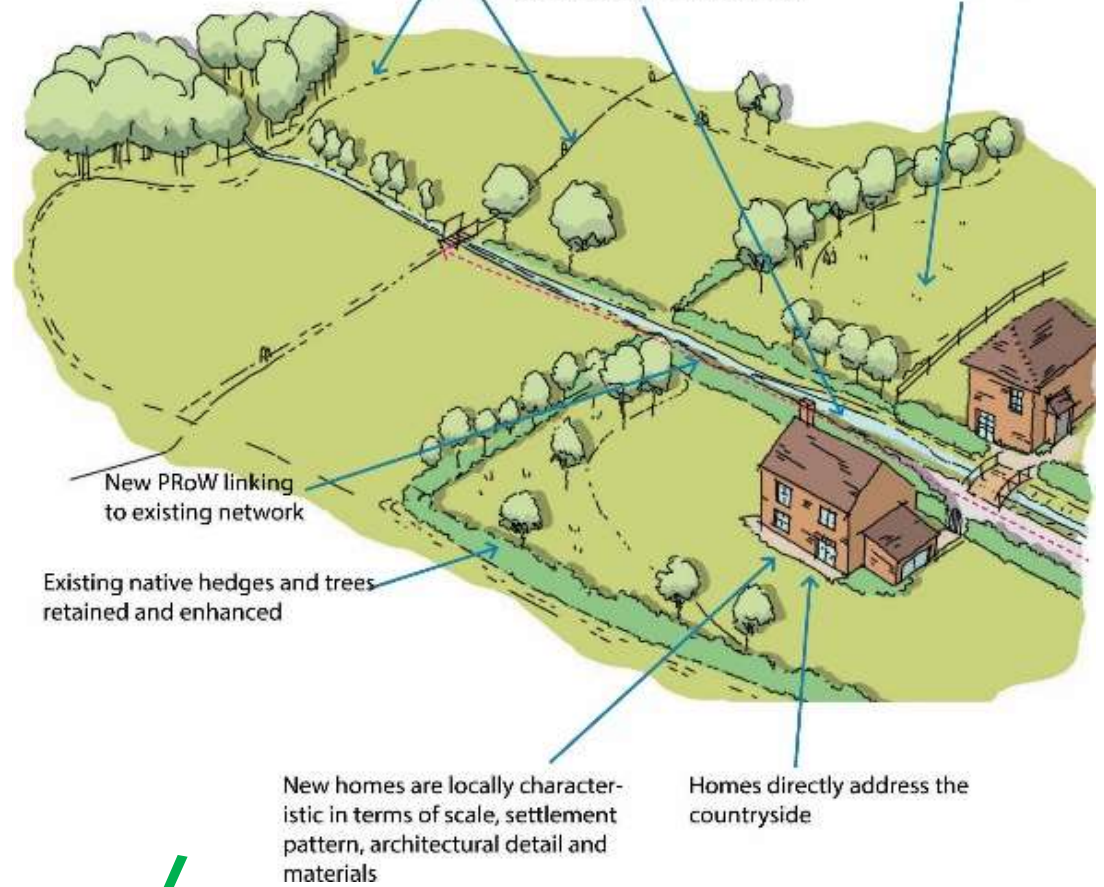 New PRoW linking
to existing network
Existing native hedges and trees
retained and enhanced
New homes are locally character-
istic in terms of scale, settlement
pattern, architectural detail and
materials
Homes directly address the
countryside